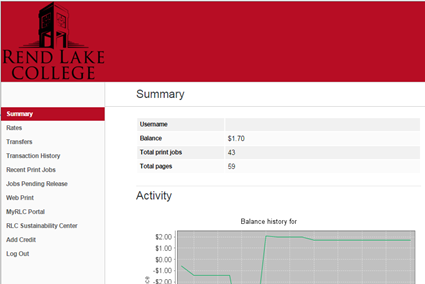 REND LAKE
COLLEGE
Summary
Summary
Rates
Transfers
Transaction History
Recent Print Jobs
Jobs Pending Release
Web Print
MyRLC Portal
RLC Sustainability Center
Add Credit
Log Out
Username
Balance $1.70
Total print jobs 43
Total pages 59
Activity
Balance history for
$2.00
$1.00
$0.00
-$1.00
-$2.00